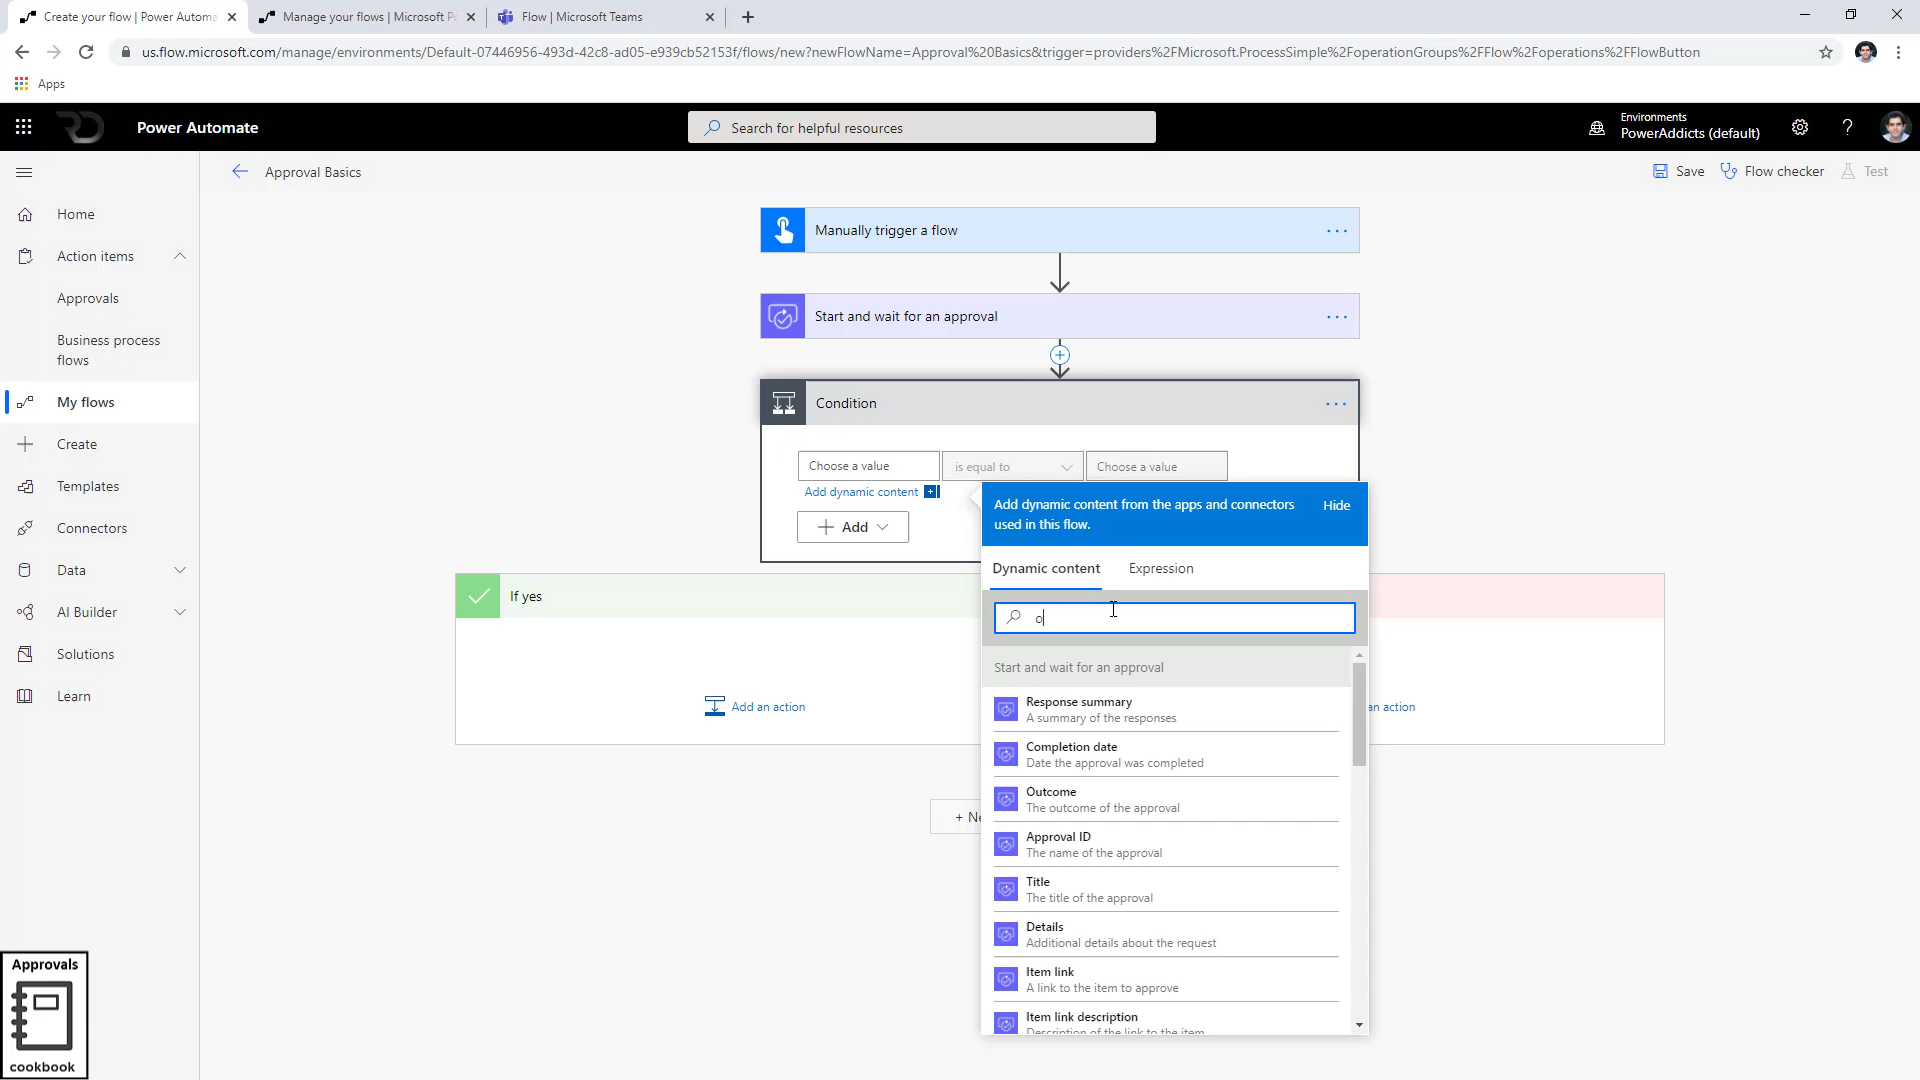 Create your flow | Power Automa
Manage your flows | Microsoft Po
Flow | Microsoft Teams
us.flow.microsoft.com/manage/environments/Default-07446956-493d-42c8-ad05-e939cb52153f/flows/new?newFlowName=Approval%20Basics&trigger=providers%2FMicrosoft.ProcessSimple%2FoperationGroups%2FFlow%2Foperations%2FFlowButton
Apps
Power Automate
Search for helpful resources
Environments
PowerAddicts (default)
?
Approval Basics
Save
Flow checker
Test
Home
Action items
Approvals
Business process
flows
My flows
Create
Templates
Connectors
Data
AI Builder
Solutions
Learn
Manually trigger a flow
Start and wait for an approval
Condition
Choose a value
is equal to
Choose a value
Add dynamic content
Add
If yes
Add an action
an action
+ Ne
Add dynamic content from the apps and connectors
used in this flow.
Hide
Dynamic content
Expression
o
Start and wait for an approval
Response summary
A summary of the responses
Completion date
Date the approval was completed
Outcome
The outcome of the approval
Approval ID
The name of the approval
Title
The title of the approval
Details
Additional details about the request
Item link
A link to the item to approve
Item link description
Description of the link to the item
Approvals
cookbook